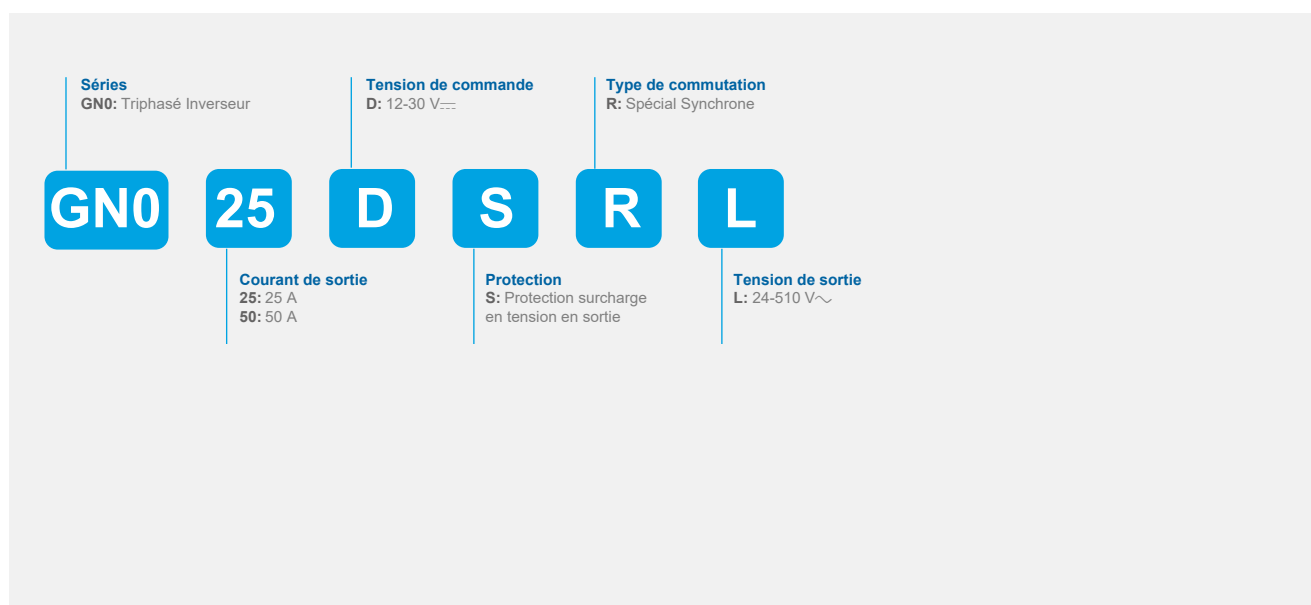 Séries
GN0: Triphasé Inverseur
Tension de commande
D: 12-30 V⎓
Type de commutation
R: Spécial Synchrone
GN0 25 D S R L
Courant de sortie
25: 25 A
50: 50 A
Protection
S: Protection surcharge
en tension en sortie
Tension de sortie
L: 24-510 V∿